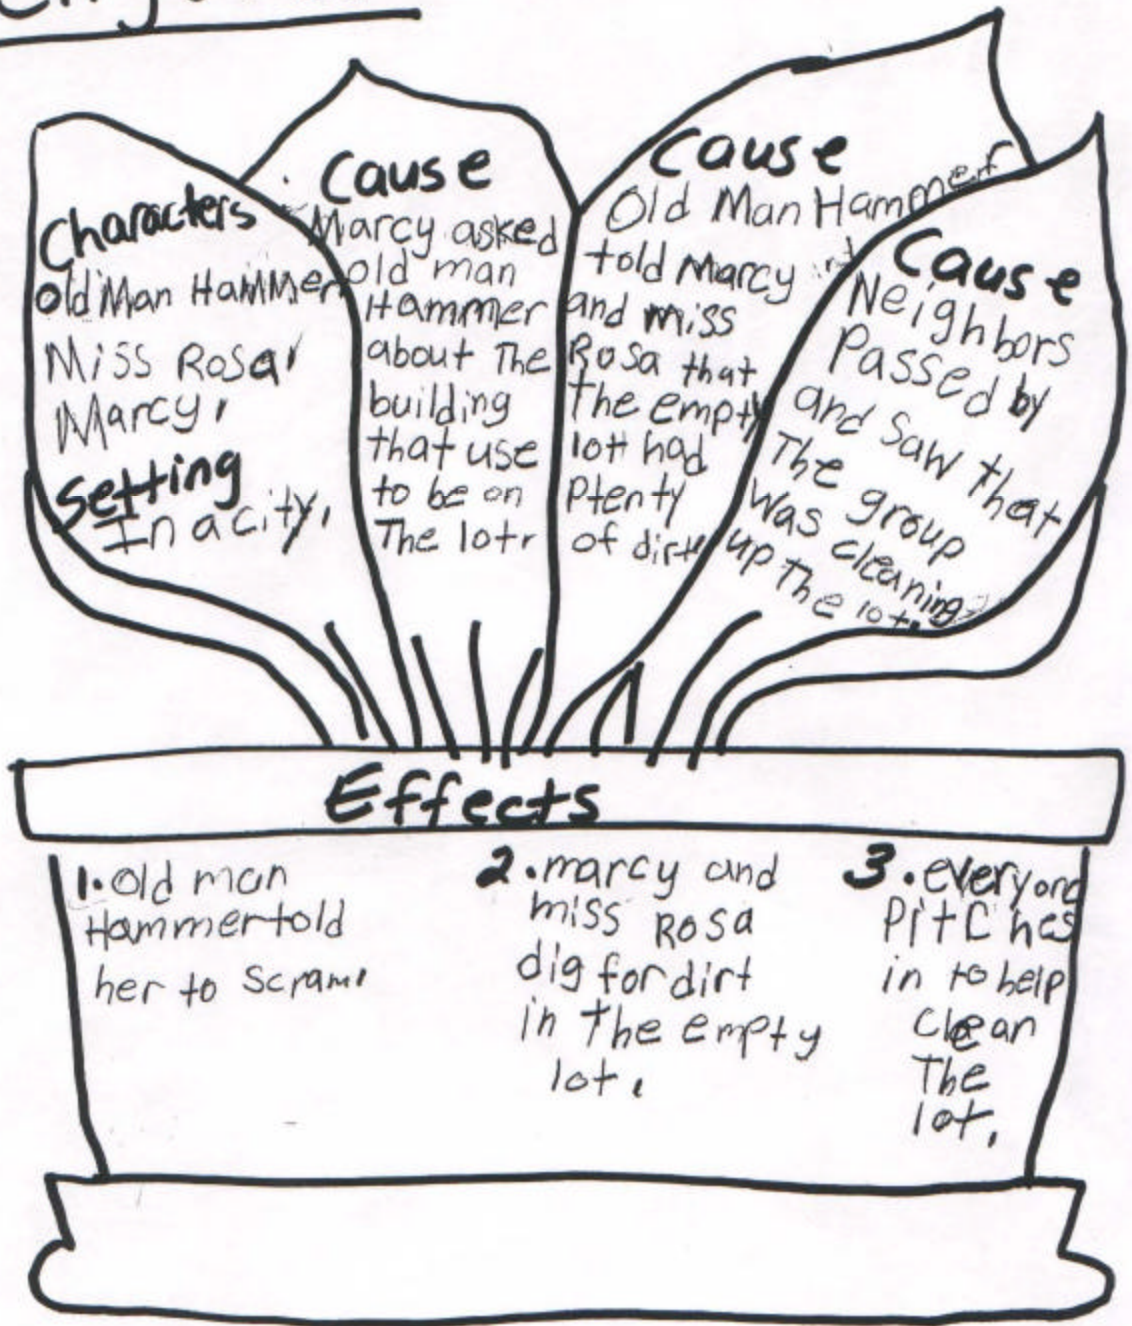 Characters
old Man Hammer
Miss Rosa,
Marcy,
Setting
In a city,
Cause
Marcy asked
old man
Hammer
about The
building
that use
to be on
The lot,
Cause
Old Man Hammer
told Marcy
and miss
Rosa that
the empty
lott had
Plenty
of dirt
Cause
Neighbors
Passed by
and saw that
The group
was cleaning
up The lot.
Effects
1. old man
Hammer told
her to scram,
2. marcy and
miss Rosa
dig for dirt
in the empty
lot,
3. everyone
PitChes
in to help
clean
The
lot,